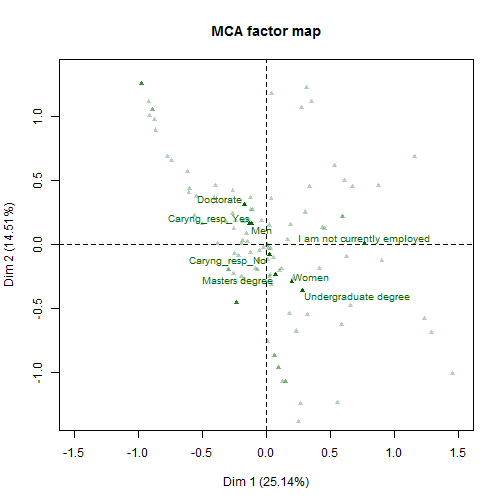 MCA factor map
Dim 2 (14.51%)
1.0
0.5
0.0
-0.5
-1.0
Doctorate
Caryng_resp_Yes
Men
I am not currently employed
Caryng_resp_No
Masters degree
Women
Undergraduate degree
-1.5 -1.0 -0.5 0.0 0.5 1.0 1.5
Dim 1 (25.14%)